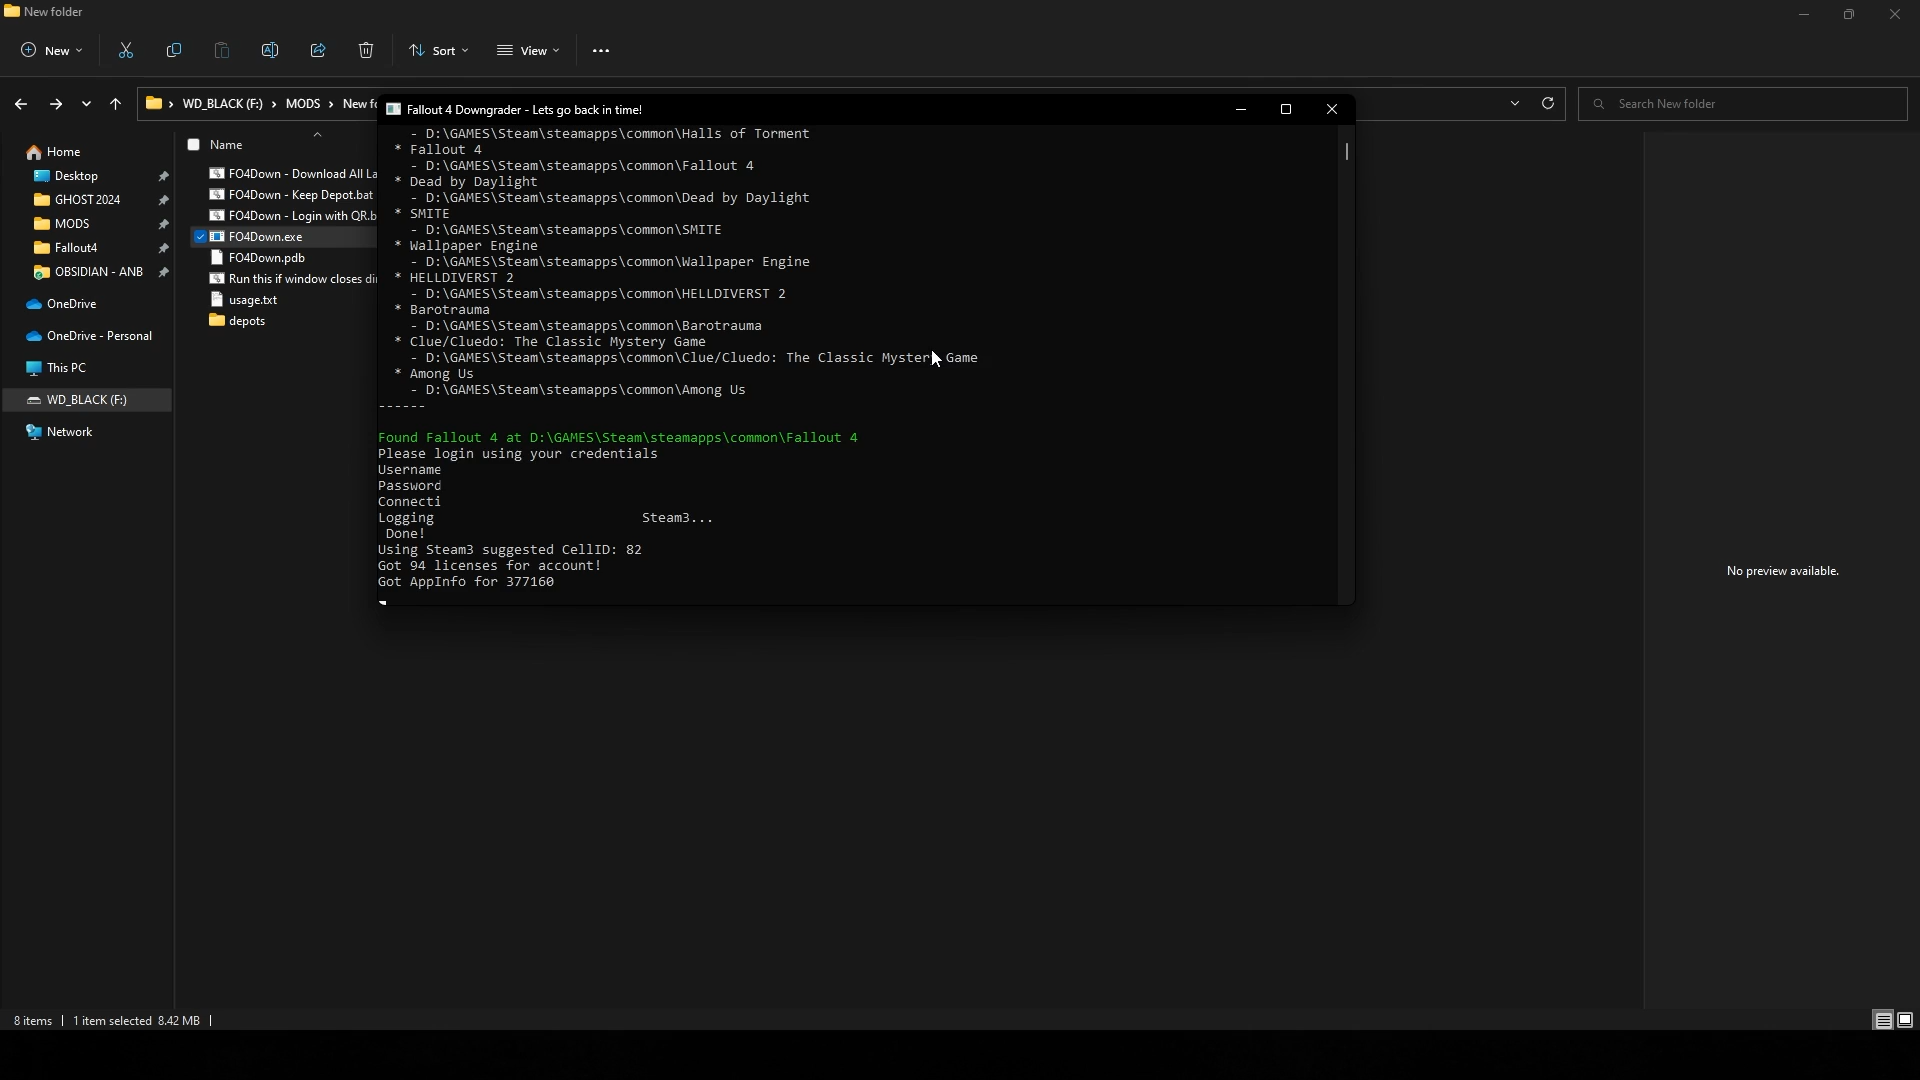 New folder
New
Sort
View
WD_BLACK (F:) > MODS > New fo
Search New folder
Home
Desktop
GHOST 2024
MODS
Fallout4
OBSIDIAN - ANB
OneDrive
OneDrive - Personal
This PC
WD_BLACK (F:)
Network
Name
FO4Down - Download All La
FO4Down - Keep Depot.bat
FO4Down - Login with QR.b
FO4Down.exe
FO4Down.pdb
Run this if window closes di
usage.txt
depots
Fallout 4 Downgrader - Lets go back in time!
- D:\GAMES\Steam\steamapps\common\Halls of Torment
* Fallout 4
- D:\GAMES\Steam\steamapps\common\Fallout 4
* Dead by Daylight
- D:\GAMES\Steam\steamapps\common\Dead by Daylight
* SMITE
- D:\GAMES\Steam\steamapps\common\SMITE
* Wallpaper Engine
- D:\GAMES\Steam\steamapps\common\Wallpaper Engine
* HELLDIVERST 2
- D:\GAMES\Steam\steamapps\common\HELLDIVERST 2
* Barotrauma
- D:\GAMES\Steam\steamapps\common\Barotrauma
* Clue/Cluedo: The Classic Mystery Game
- D:\GAMES\Steam\steamapps\common\Clue/Cluedo: The Classic Mystery Game
* Among Us
- D:\GAMES\Steam\steamapps\common\Among Us
------
Found Fallout 4 at D:\GAMES\Steam\steamapps\common\Fallout 4
Please login using your credentials
Username
Password
Connecti
Logging Steam3...
Done!
Using Steam3 suggested CellID: 82
Got 94 licenses for account!
Got AppInfo for 377160
No preview available.
8 items | 1 item selected 8.42 MB |